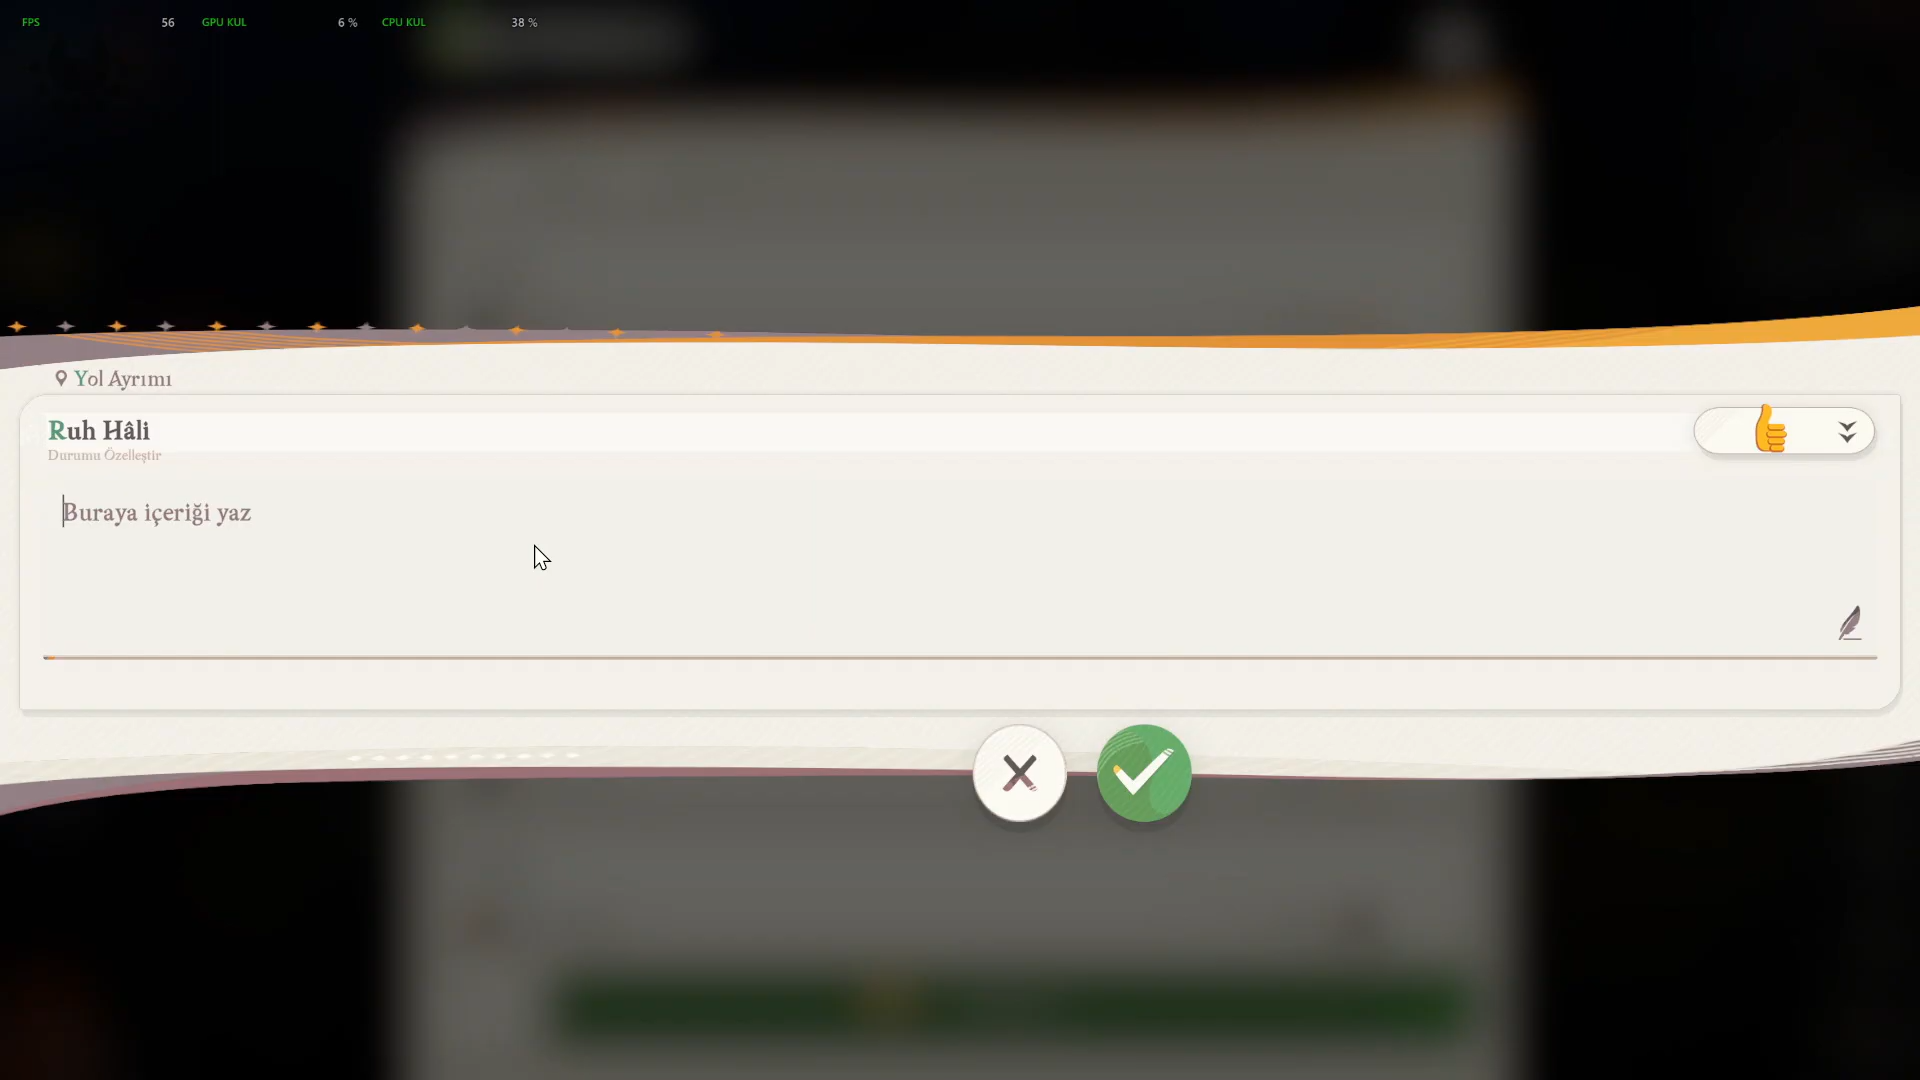 FPS 56 GPU KUL 6 % CPU KUL 38 %
Yol Ayrımı
Ruh Hâli
Durumu Özelleştir
Buraya içeriği yaz